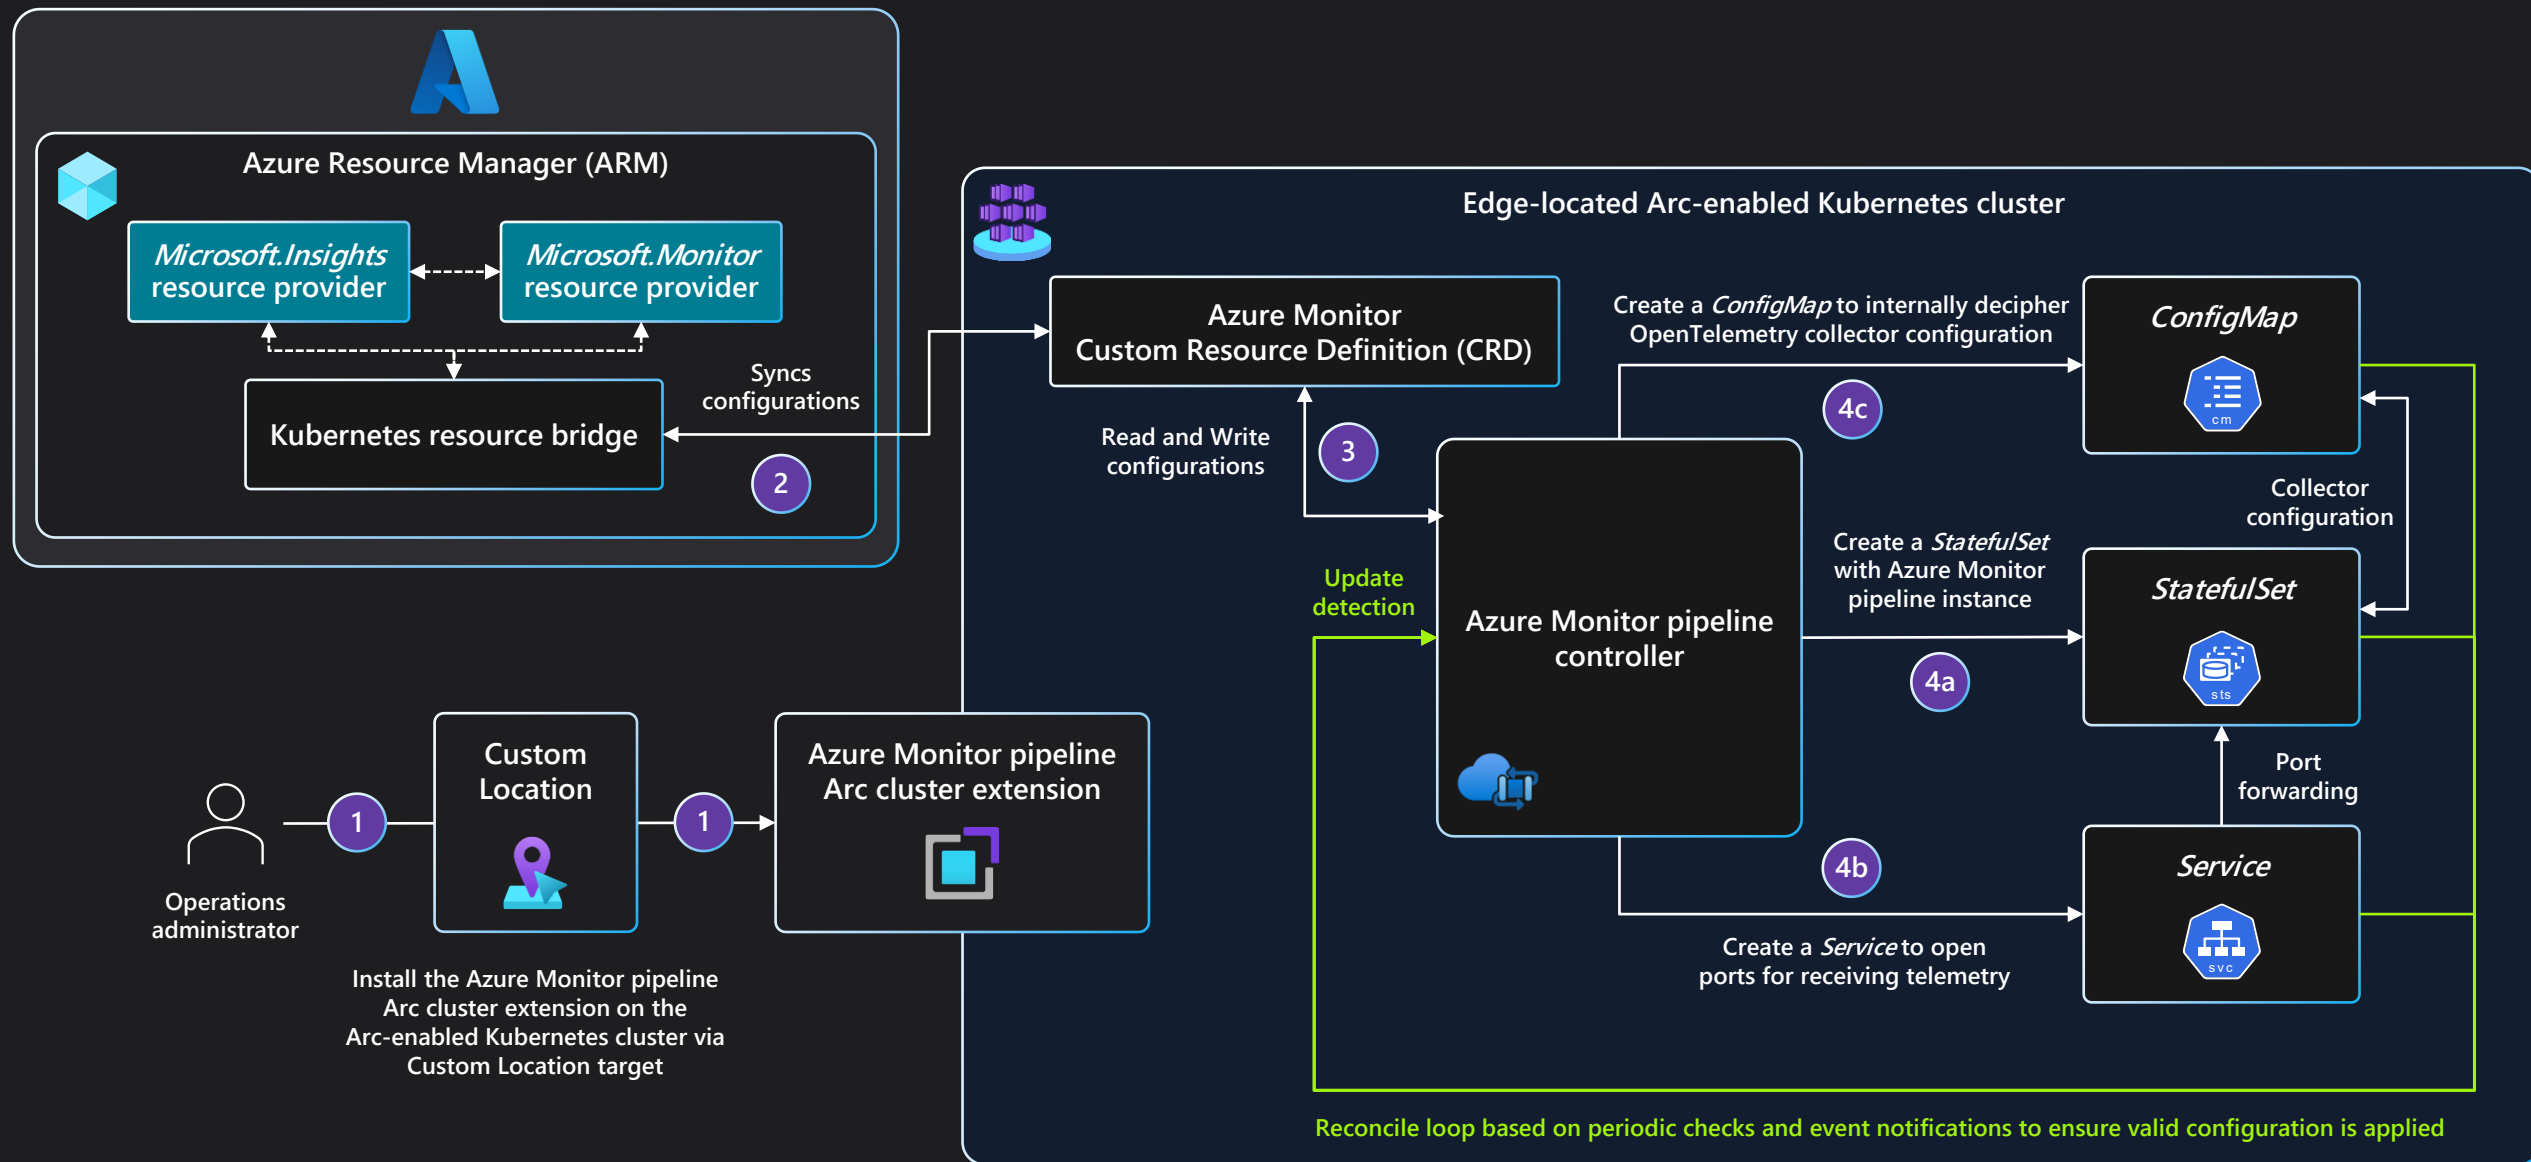 Azure Resource Manager (ARM)
Microsoft.Insights
resource provider
Microsoft.Monitor
resource provider
Kubernetes resource bridge
Syncs
configurations
2
Edge-located Arc-enabled Kubernetes cluster
Azure Monitor
Custom Resource Definition (CRD)
Read and Write
configurations
3
Create a ConfigMap to internally decipher
OpenTelemetry collector configuration
4c
ConfigMap
cm
Collector
configuration
Update
detection
Azure Monitor pipeline
controller
Create a StatefulSet
with Azure Monitor
pipeline instance
4a
StatefulSet
sts
Port
forwarding
4b
Create a Service to open
ports for receiving telemetry
Service
svc
Operations
administrator
1
Custom
Location
1
Azure Monitor pipeline
Arc cluster extension
Install the Azure Monitor pipeline
Arc cluster extension on the
Arc-enabled Kubernetes cluster via
Custom Location target
Reconcile loop based on periodic checks and event notifications to ensure valid configuration is applied